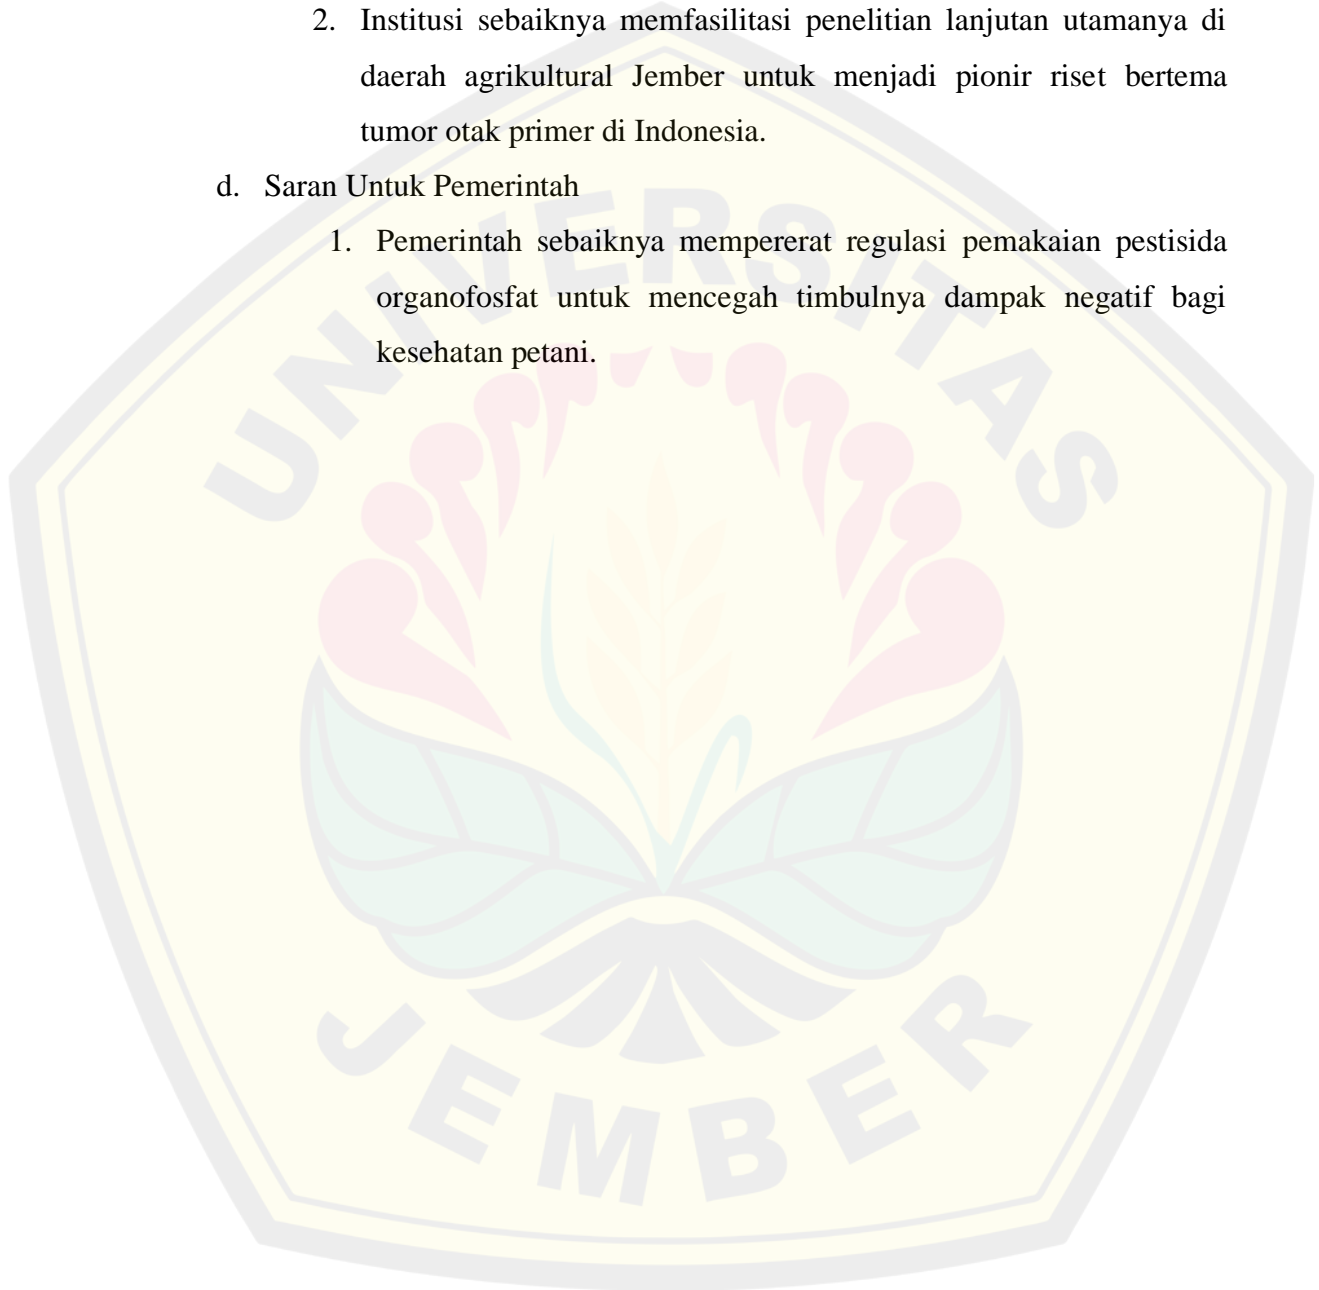 2. Institusi sebaiknya memfasilitasi penelitian lanjutan utamanya di
daerah agrikultural Jember untuk menjadi pionir riset bertema
tumor otak primer di Indonesia.
d. Saran Untuk Pemerintah
1. Pemerintah sebaiknya mempererat regulasi pemakaian pestisida
organofosfat untuk mencegah timbulnya dampak negatif bagi
kesehatan petani.
UNIVERSITAS
JEMBER